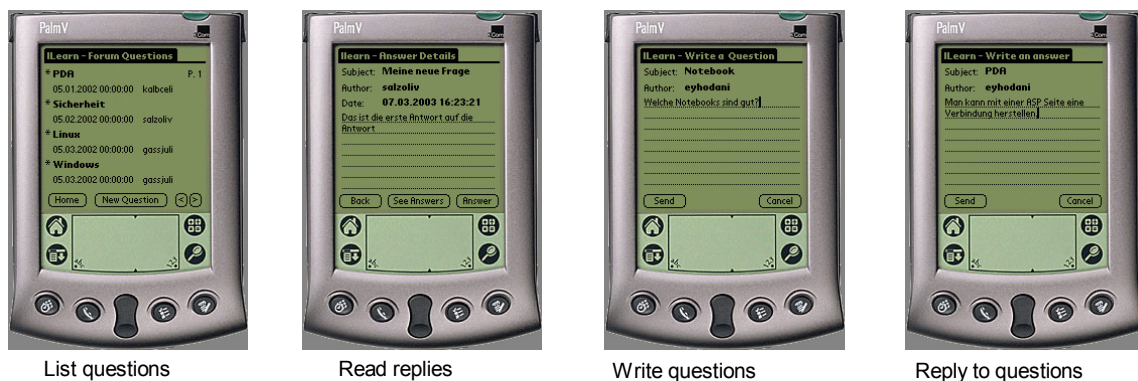 PalmV
3Com
ILearn - Forum Questions
* PDA P. 1
05.01.2002 00:00:00 kalbceli
* Sicherheit
05.02.2002 00:00:00 salzoliv
* Linux
05.03.2002 00:00:00 gassjuli
* Windows
05.03.2002 00:00:00 gassjuli
Home New Question < >
List questions
PalmV
3Com
Ilearn - Answer Details
Subject: Meine neue Frage
Author: salzoliv
Date: 07.03.2003 16:23:21
Das ist die erste Antwort auf die
Antwort
Back See Answers Answer
Read replies
PalmV
3Com
ILearn - Write a Question
Subject: Notebook
Author: eyhodani
Welche Notebooks sind gut?
Send Cancel
Write questions
PalmV
3Com
ILearn - Write an answer
Subject: PDA
Author: eyhodani
Man kann mit einer ASP Seite eine
Verbindung herstellen.
Send Cancel
Reply to questions